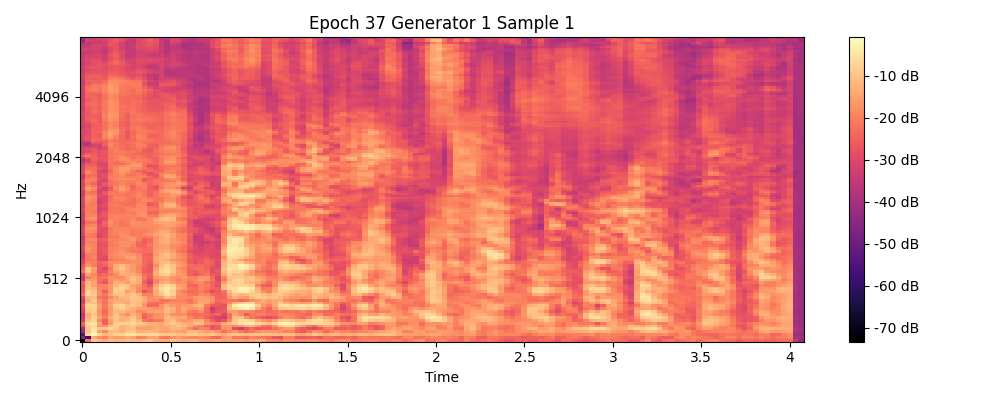 Epoch 37 Generator 1 Sample 1
Hz
4096
2048
1024
512
0
0 0.5 1 1.5 2 2.5 3 3.5 4
Time
-10 dB
-20 dB
-30 dB
-40 dB
-50 dB
-60 dB
-70 dB